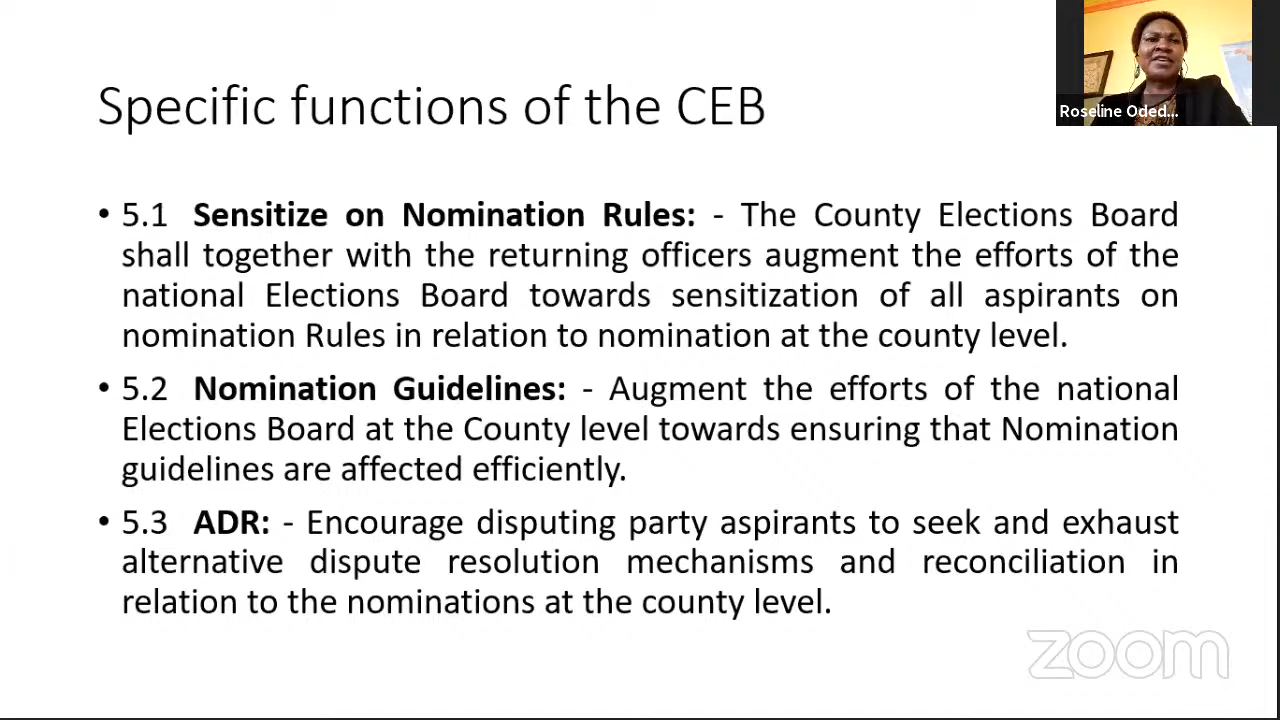 Specific functions of the CEB
Roseline Oded...
• 5.1 Sensitize on Nomination Rules: - The County Elections Board
shall together with the returning officers augment the efforts of the
national Elections Board towards sensitization of all aspirants on
nomination Rules in relation to nomination at the county level.
• 5.2 Nomination Guidelines: - Augment the efforts of the national
Elections Board at the County level towards ensuring that Nomination
guidelines are affected efficiently.
• 5.3 ADR: - Encourage disputing party aspirants to seek and exhaust
alternative dispute resolution mechanisms and reconciliation in
relation to the nominations at the county level.
zoom